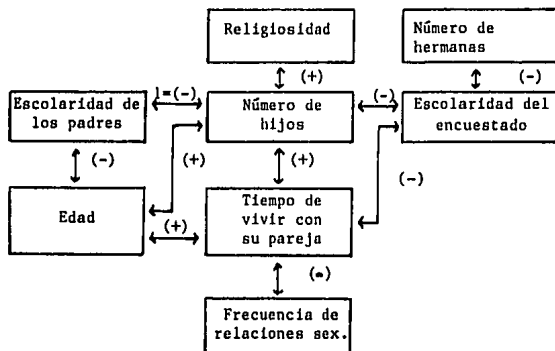 Religiosidad
Número de
hermanas
(+)
(-)
Escolaridad de
los padres
1=(-)
Número de
hijos
(-)
Escolaridad del
encuestado
(-)
(+)
(+)
(-)
Edad
(+)
Tiempo de
vivir con
su pareja
(*)
Frecuencia de
relaciones sex.